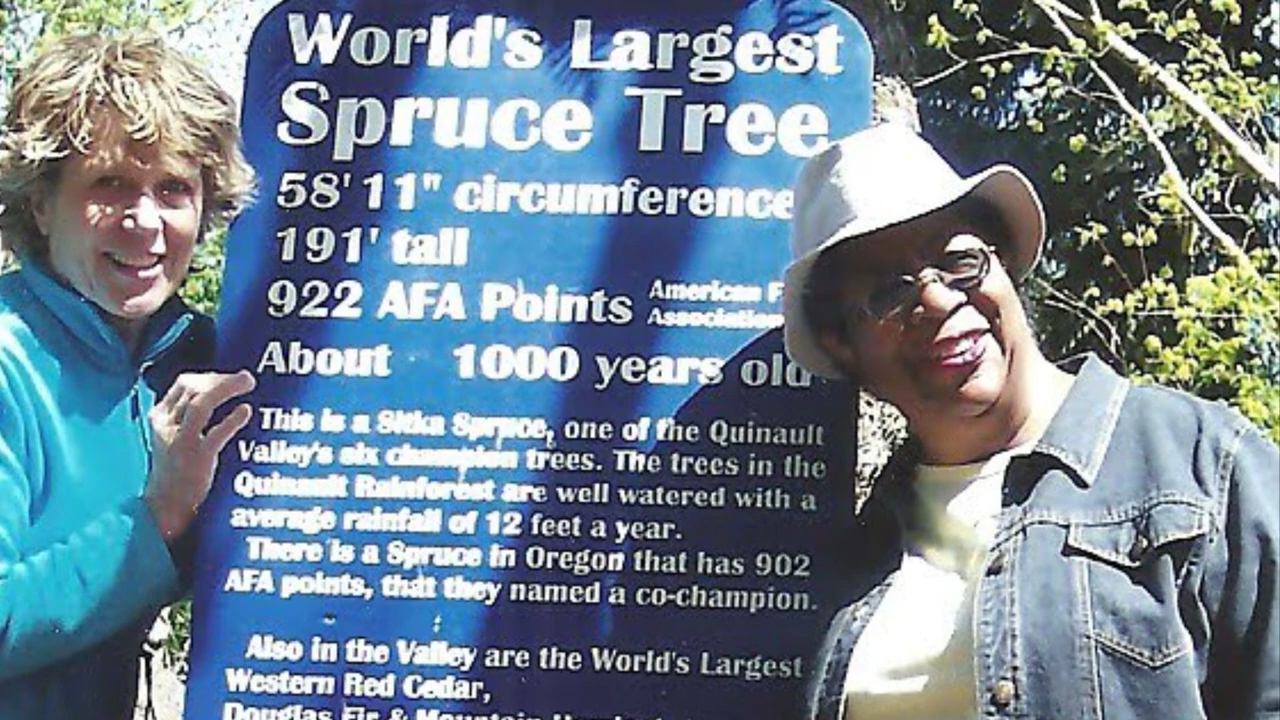 World's Largest
Spruce Tree
58' 11" circumference
191' tall
922 AFA Points American
Association
About 1000 years old
This is a Sitka Spruce, one of the Quinault
Valley's six champion trees. The trees in the
Quinault Rainforest are well watered with a
average rainfall of 12 feet a year.
There is a Spruce in Oregon that has 902
AFA points, that they named a co-champion.
Also in the Valley are the World's Largest
Western Red Cedar,
Douglas Fir & Mountain